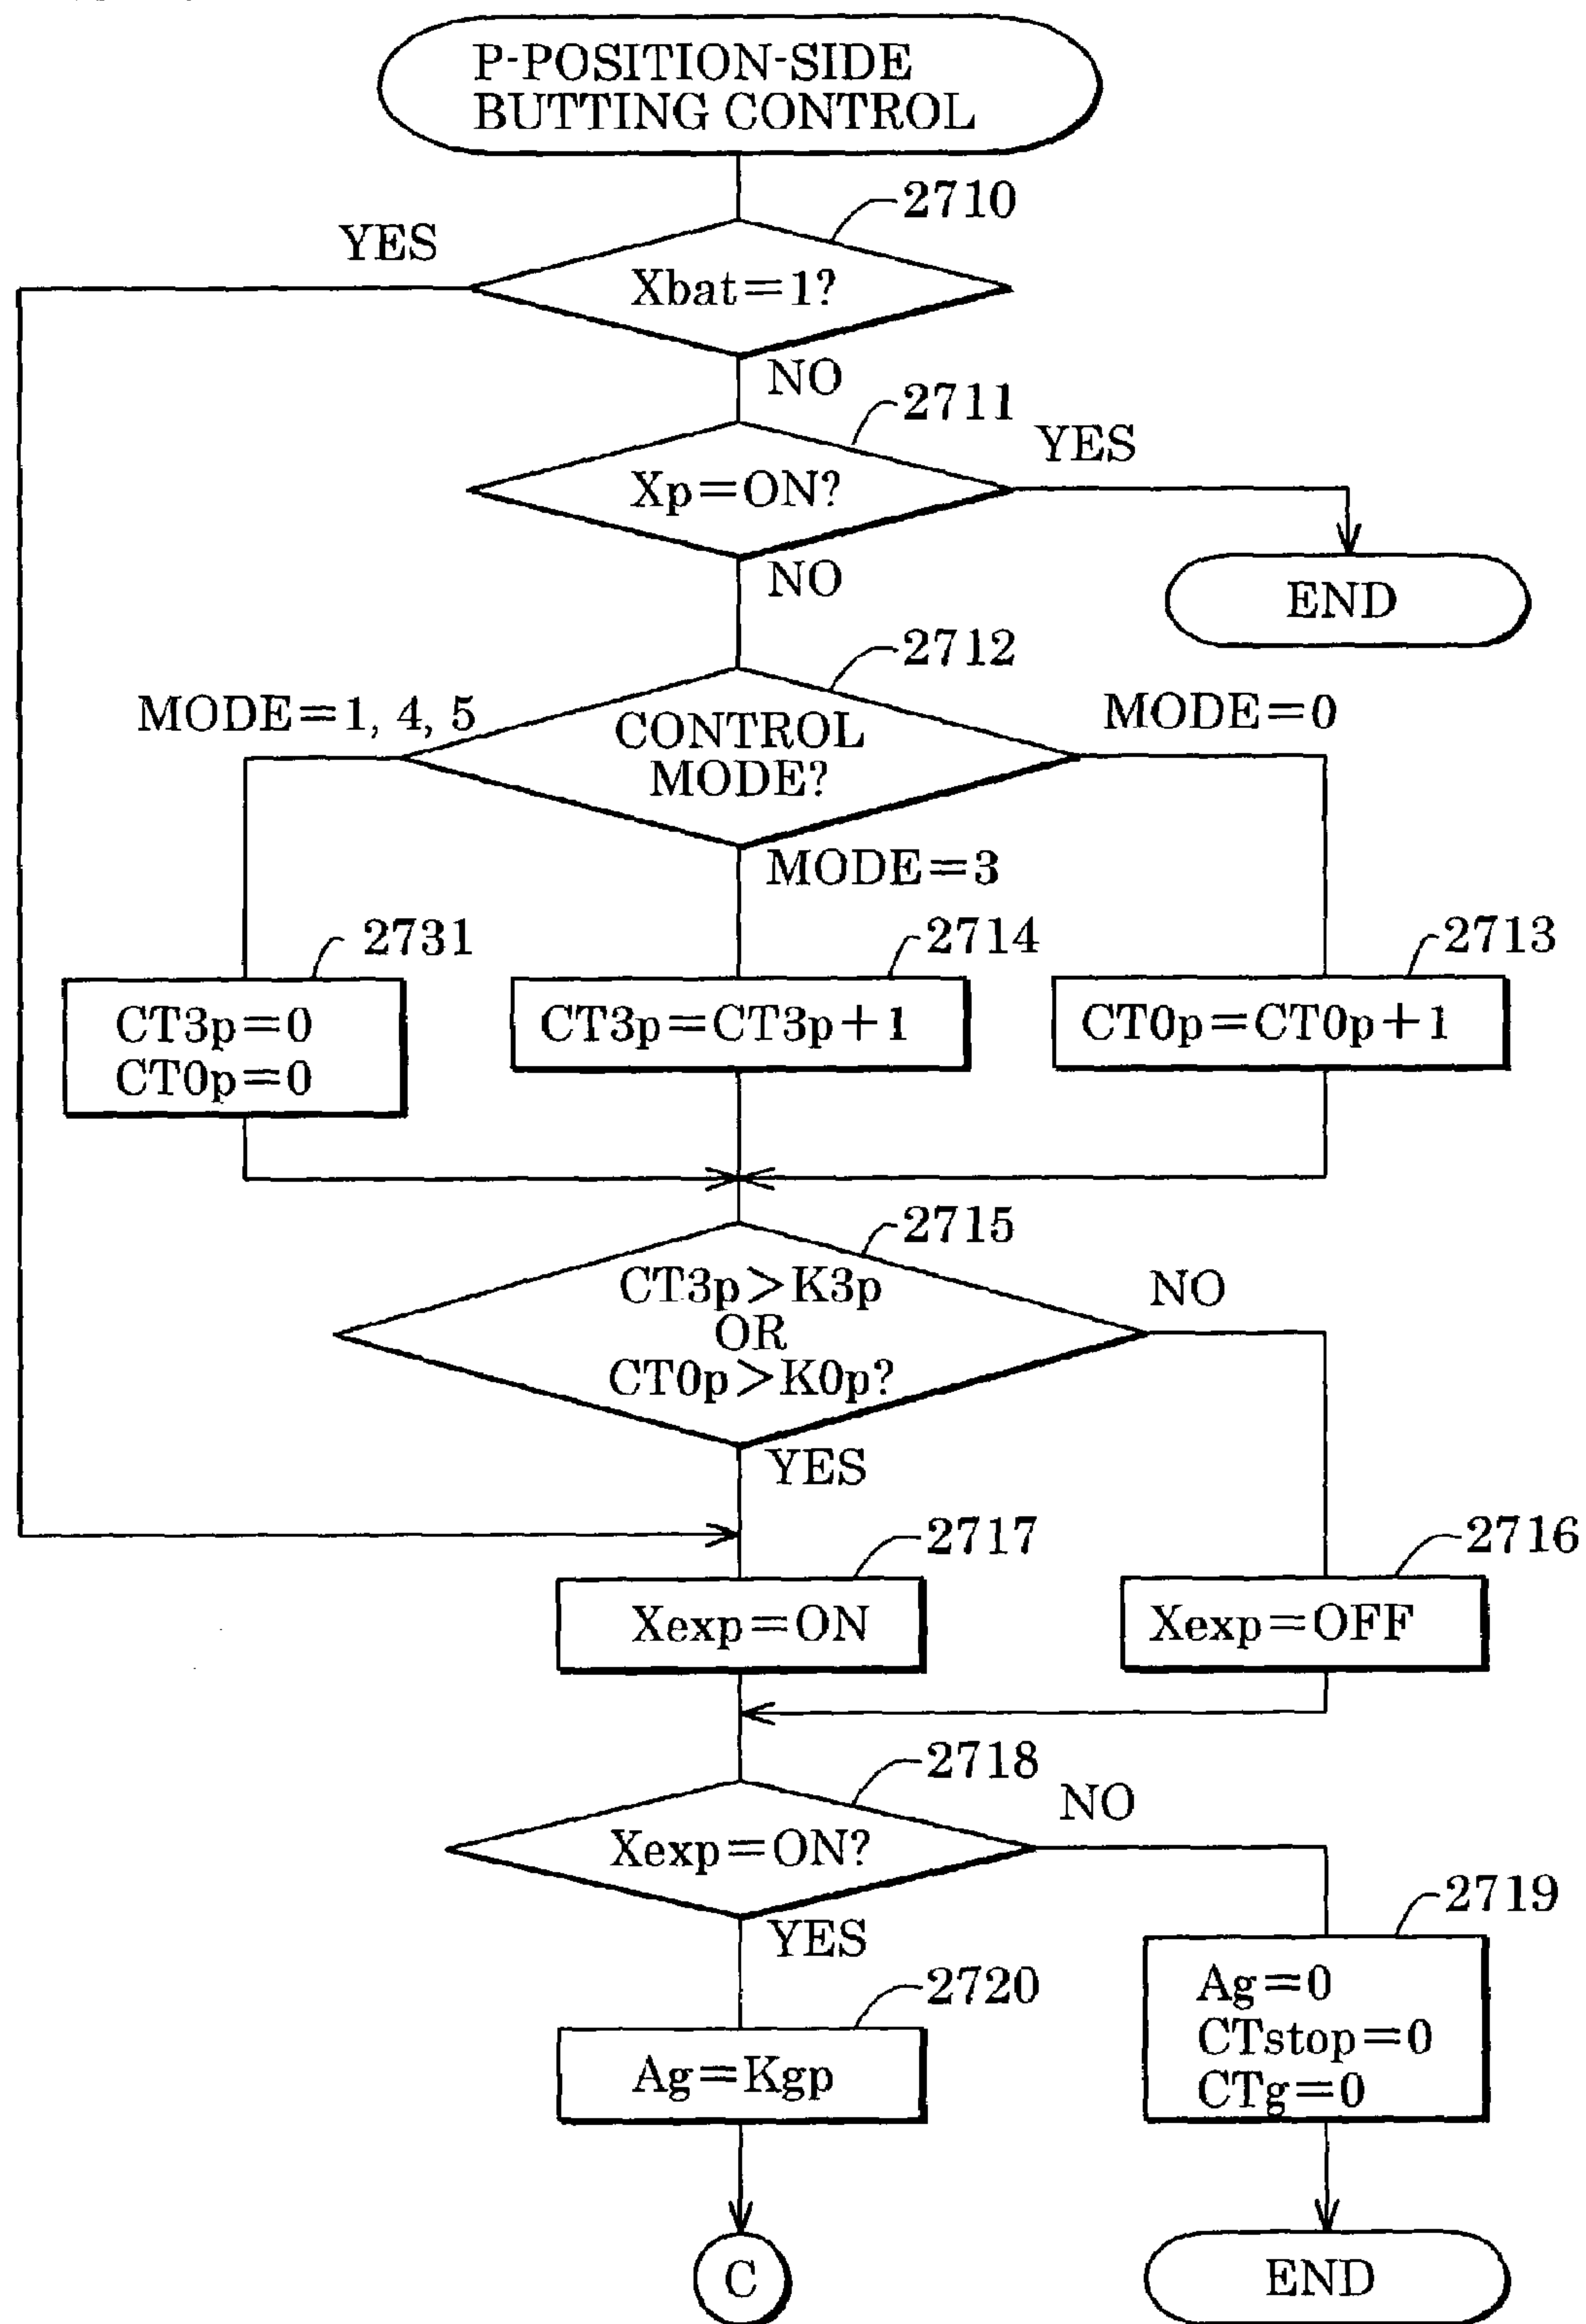 P-POSITION-SIDE
BUTTING CONTROL
2710
YES
Xbat=1?
NO
2711
YES
Xp=ON?
NO
END
2712
MODE=1, 4, 5
CONTROL
MODE?
MODE=0
MODE=3
2731
2714
2713
CT3p=0
CT0p=0
CT3p=CT3p+1
CT0p=CT0p+1
2715
CT3p>K3p
OR
CT0p>K0p?
NO
YES
2717
2716
Xexp=ON
Xexp=OFF
2718
NO
Xexp=ON?
YES
2719
2720
Ag=0
CTstop=0
CTg=0
Ag=Kgp
C
END